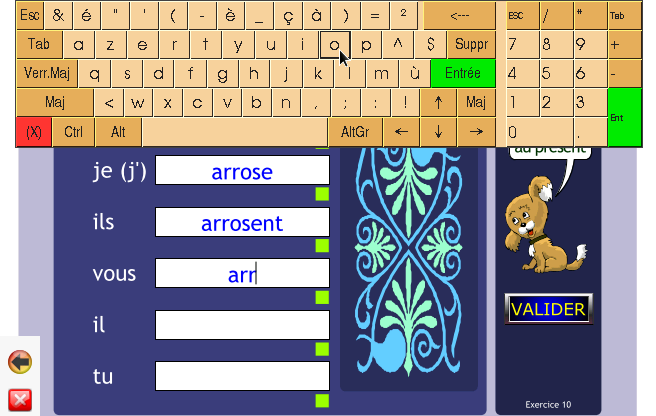 Esc & é " ' ( - è _ ç à ) = ² <--- ESC / * Tab
Tab a z e r t y u i o p ^ $ Suppr 7 8 9 +
Verr.Maj q s d f g h j k l m ù Entrée 4 5 6 -
Maj < w x c v b n , ; : ! ↑ Maj 1 2 3 Ent
(X) Ctrl Alt AltGr ← ↓ → 0 .
au présent
je (j') arrose
ils arrosent
vous arr
il
tu
VALIDER
Exercice 10